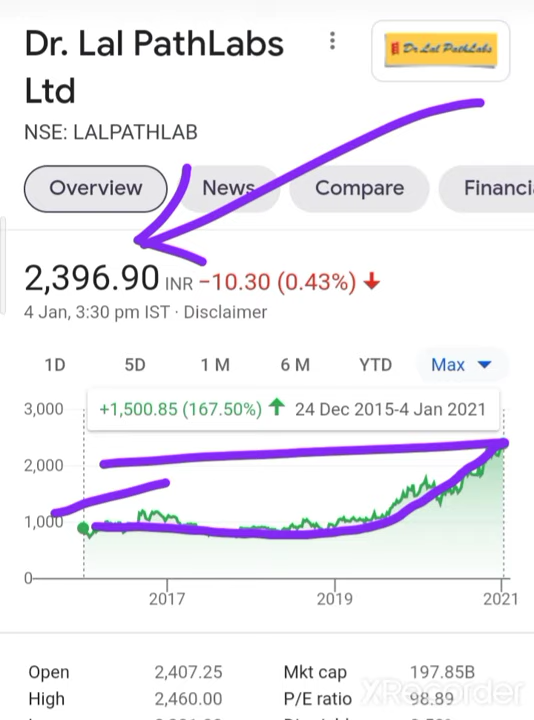 Dr. Lal PathLabs
Ltd
Dr Lal PathLabs
NSE: LALPATHLAB
Overview
News
Compare
Financi
2,396.90 INR −10.30 (0.43%)
4 Jan, 3:30 pm IST · Disclaimer
1D 5D 1 M 6 M YTD Max
+1,500.85 (167.50%) 24 Dec 2015-4 Jan 2021
3,000
2,000
1,000
0
2017 2019 2021
Open 2,407.25 Mkt cap 197.85B
High 2,460.00 P/E ratio 98.89
XRecorder